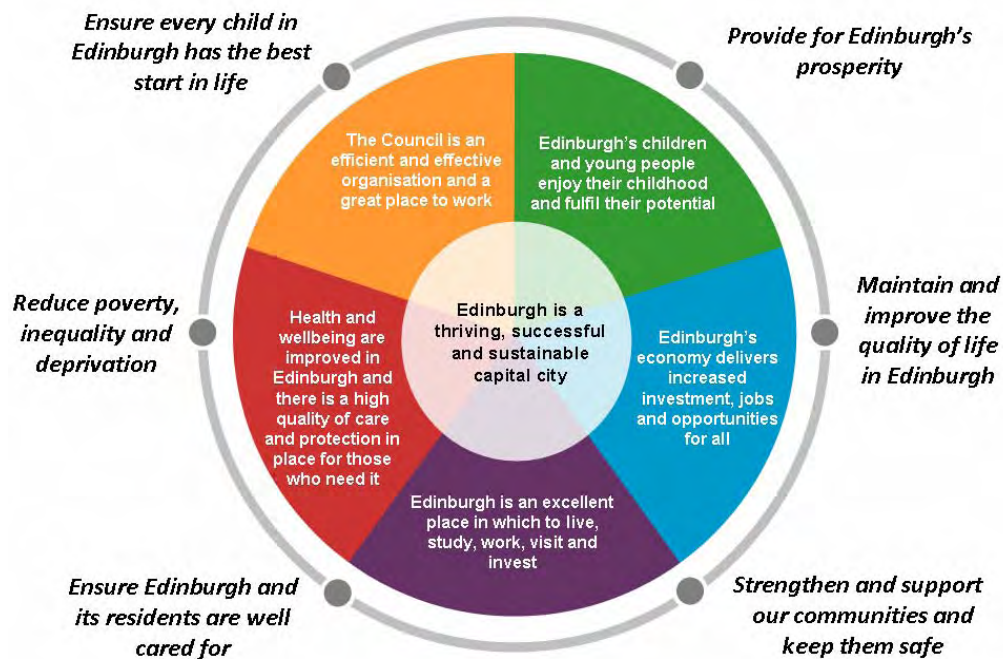 Ensure every child in
Edinburgh has the best
start in life
Provide for Edinburgh's
prosperity
The Council is an
efficient and effective
organisation and a
great place to work
Edinburgh's children
and young people
enjoy their childhood
and fulfil their potential
Reduce poverty,
inequality and
deprivation
Health and
wellbeing are
improved in
Edinburgh and
there is a high
quality of care
and protection in
place for those
who need it
Edinburgh is a
thriving, successful
and sustainable
capital city
Edinburgh's
economy delivers
increased
investment, jobs
and opportunities
for all
Maintain and
improve the
quality of life
in Edinburgh
Edinburgh is an excellent
place in which to live,
study, work, visit and
invest
Ensure Edinburgh and
its residents are well
cared for
Strengthen and support
our communities and
keep them safe